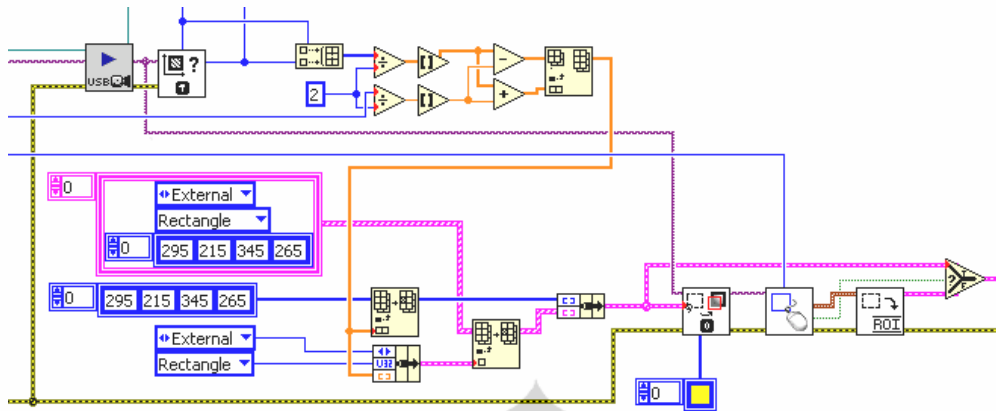 USB
?
T
÷
[ ]
−
2
÷
[ ]
+
0
External
Rectangle
0
295 215 345 265
0
295 215 345 265
External
Rectangle
U32
0
ROI
?
T
F
0